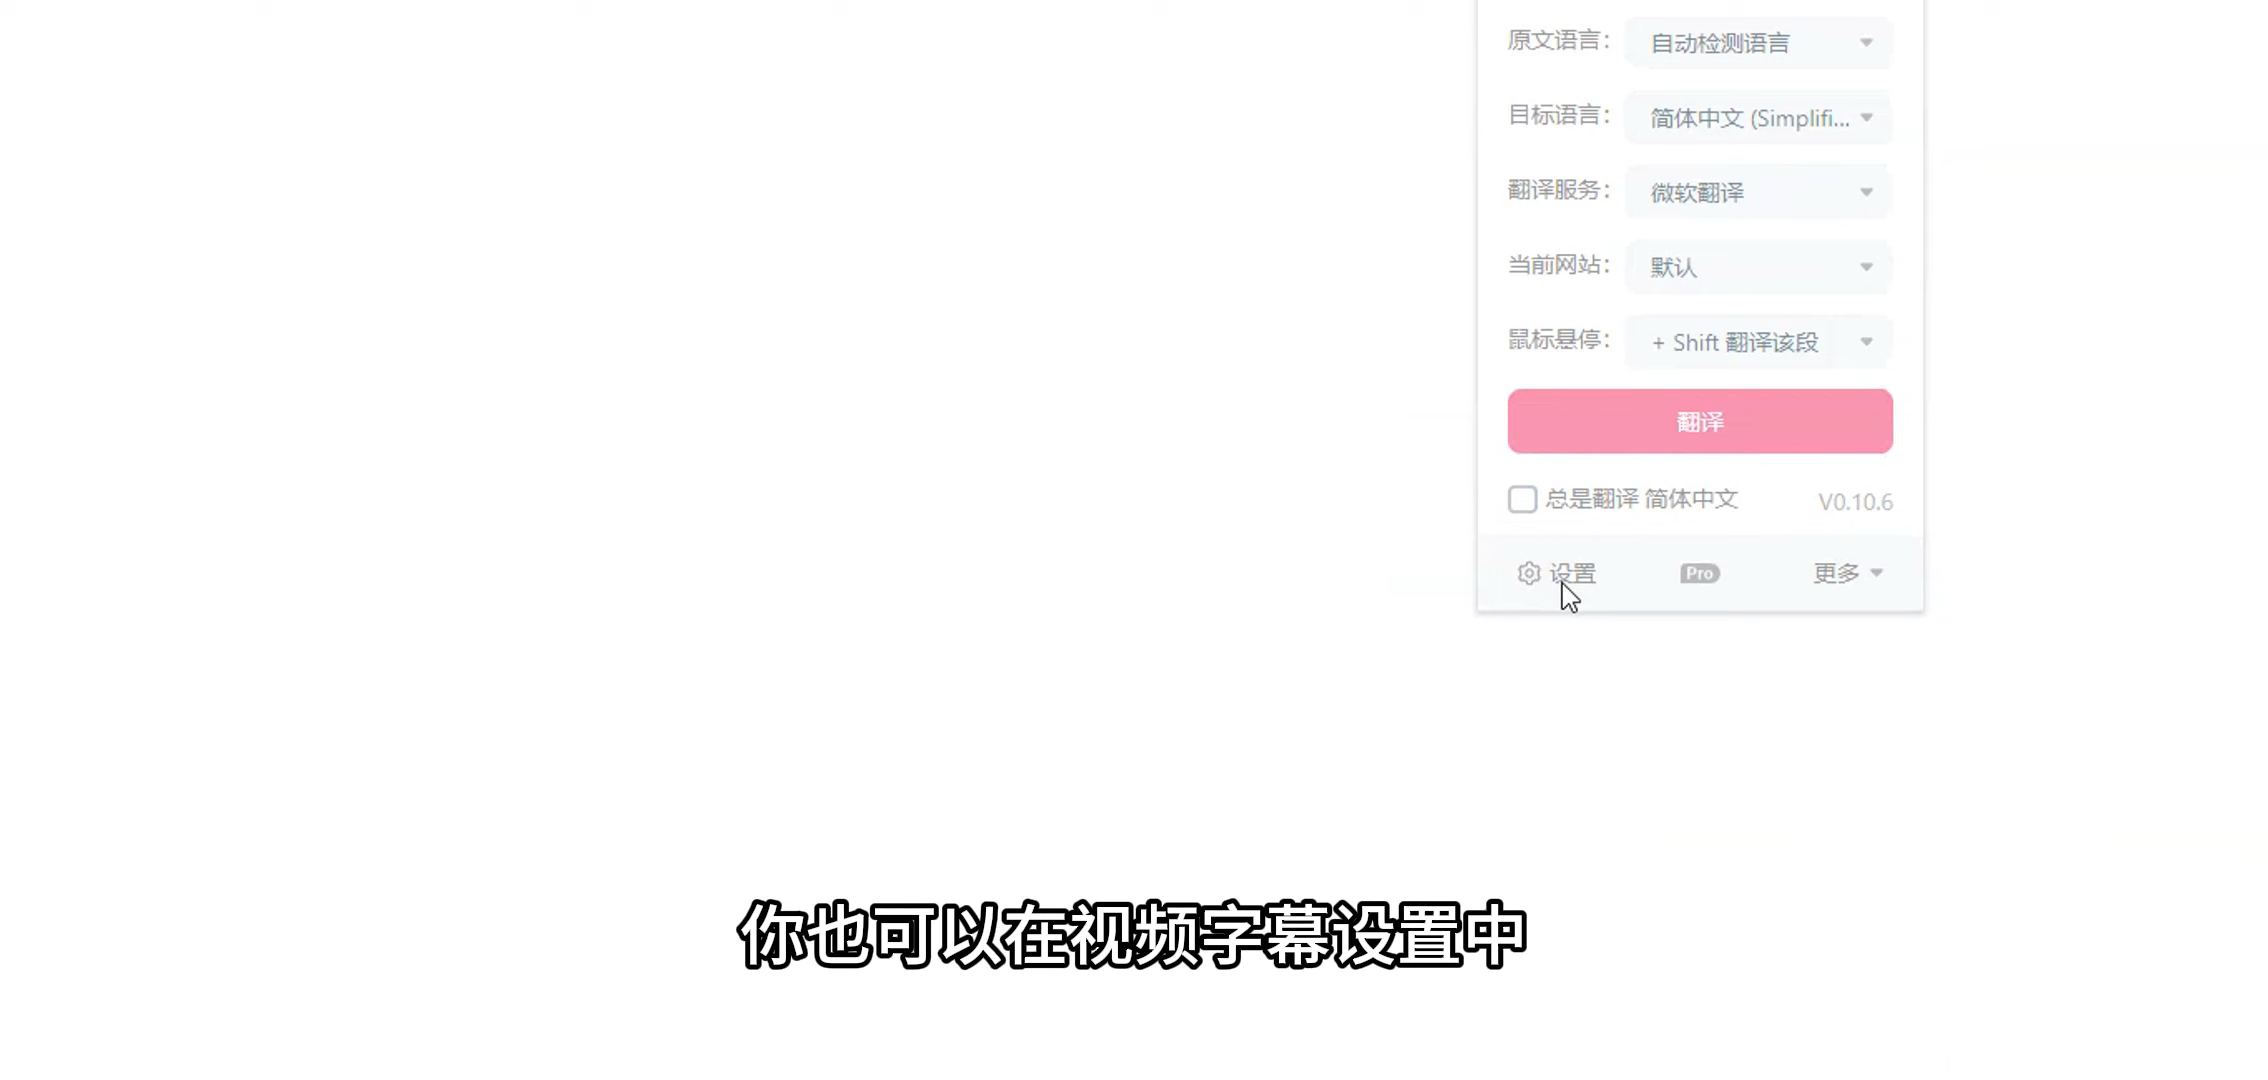 原文语言： 自动检测语言
目标语言： 简体中文 (Simplifi...
翻译服务： 微软翻译
当前网站： 默认
鼠标悬停： + Shift 翻译该段
翻译
总是翻译 简体中文 V0.10.6
设置 Pro 更多
你也可以在视频字幕设置中